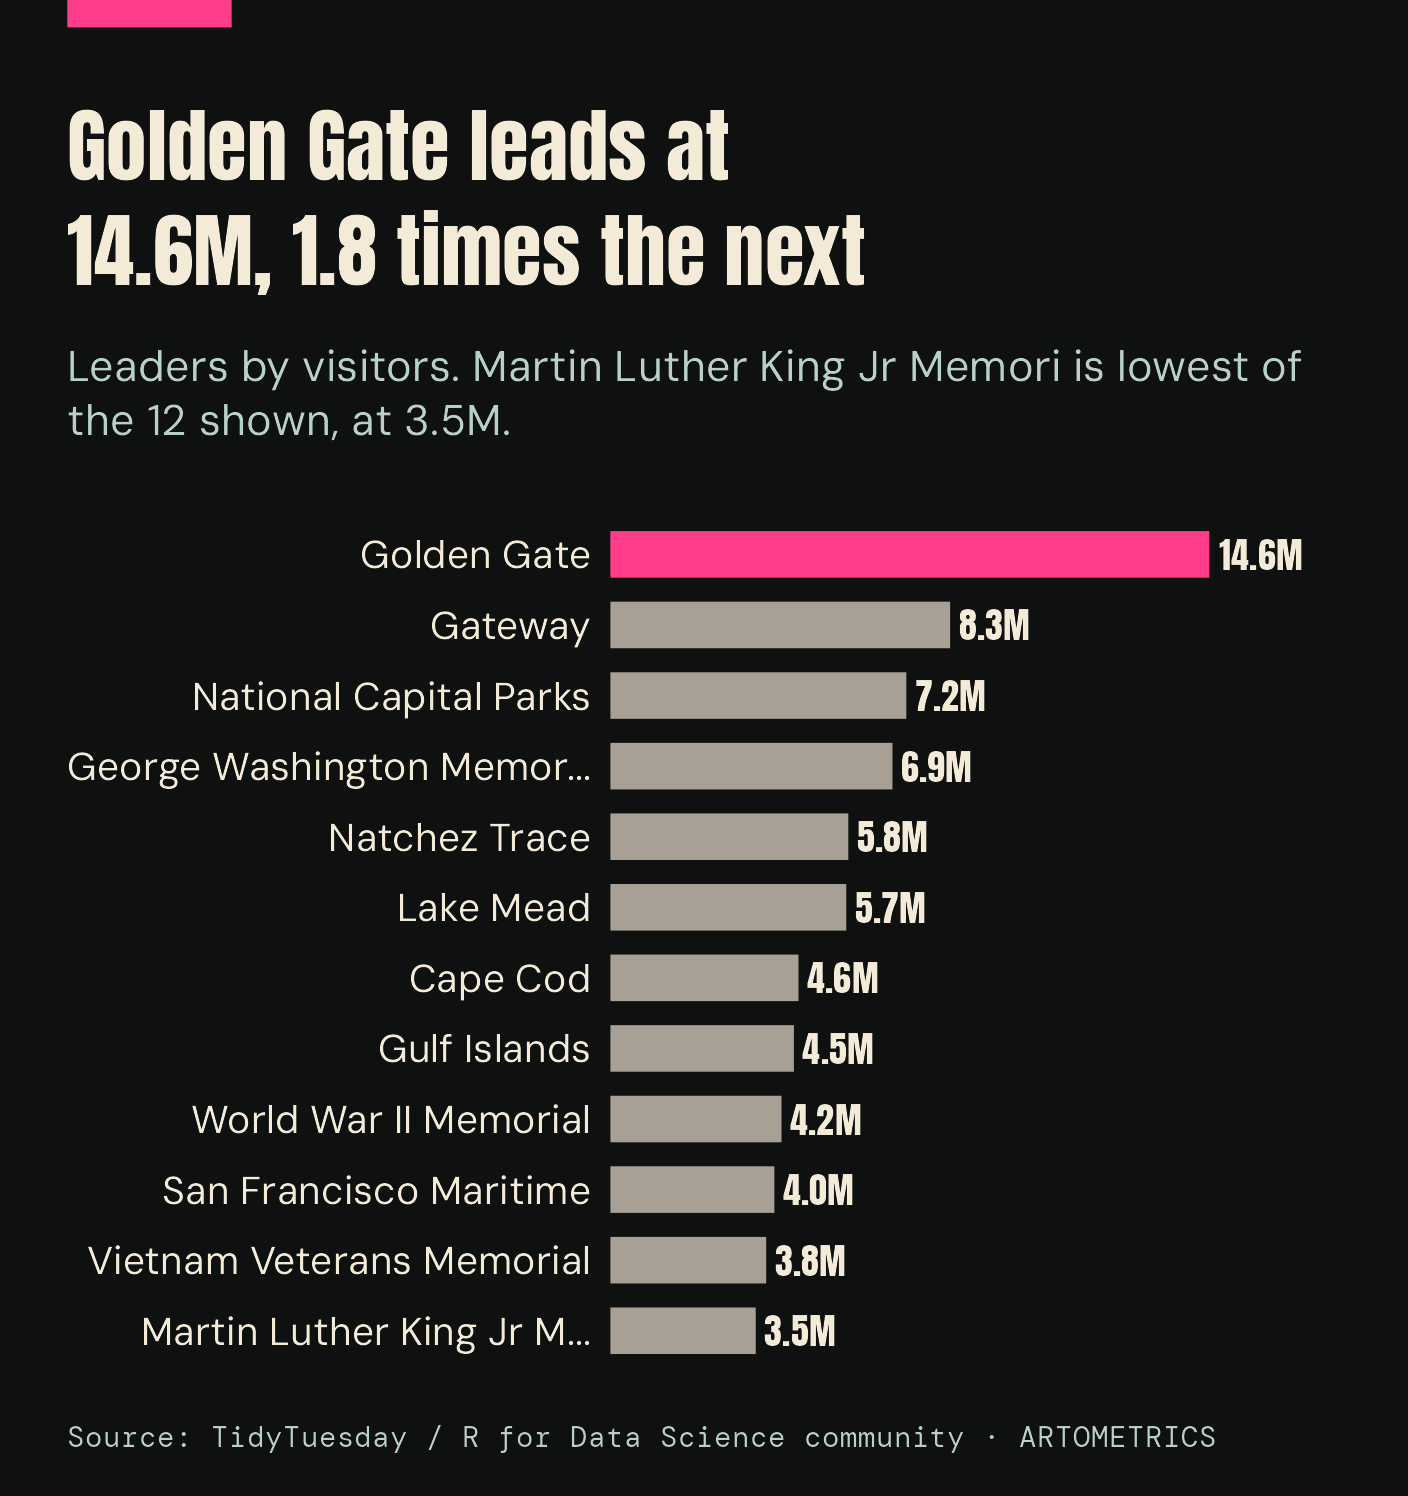 Golden Gate leads at
14.6M, 1.8 times the next
Leaders by visitors. Martin Luther King Jr Memori is lowest of
the 12 shown, at 3.5M.
Golden Gate 14.6M
Gateway 8.3M
National Capital Parks 7.2M
George Washington Memor... 6.9M
Natchez Trace 5.8M
Lake Mead 5.7M
Cape Cod 4.6M
Gulf Islands 4.5M
World War II Memorial 4.2M
San Francisco Maritime 4.0M
Vietnam Veterans Memorial 3.8M
Martin Luther King Jr M... 3.5M
Source: TidyTuesday / R for Data Science community · ARTOMETRICS